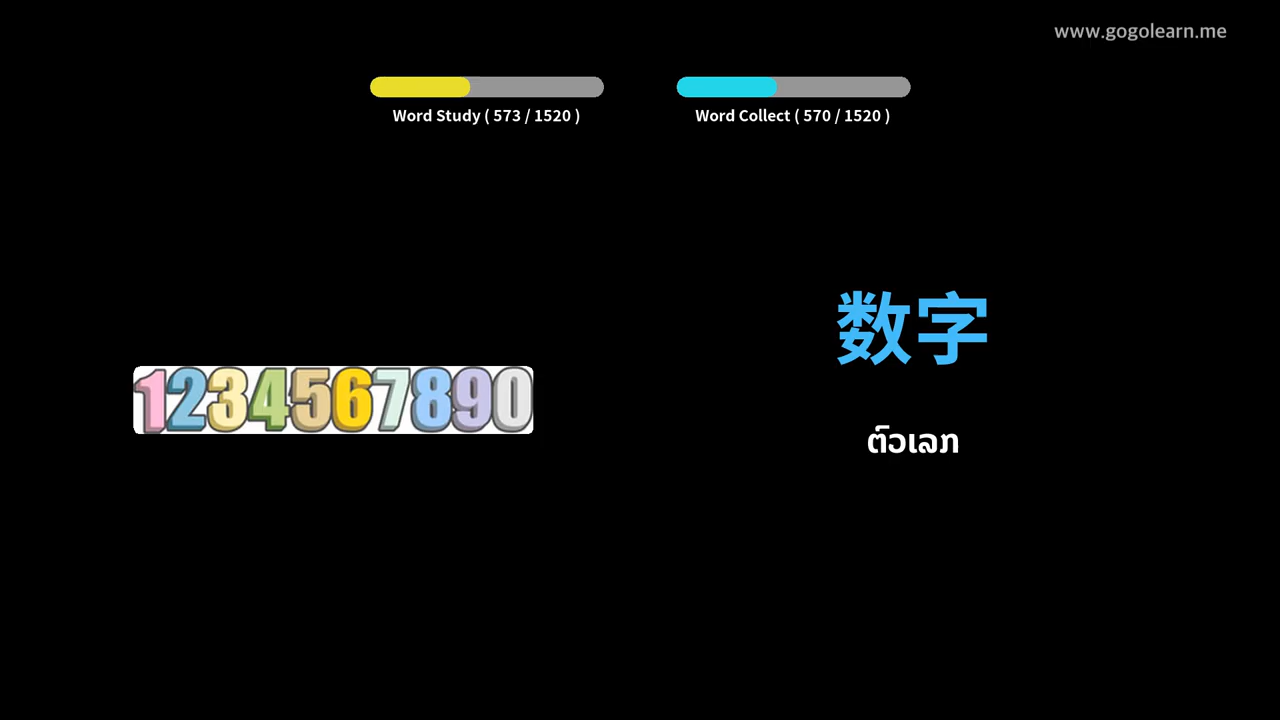 www.gogolearn.me
Word Study ( 573 / 1520 )
Word Collect ( 570 / 1520 )
1234567890
数字
ຕົວເລກ